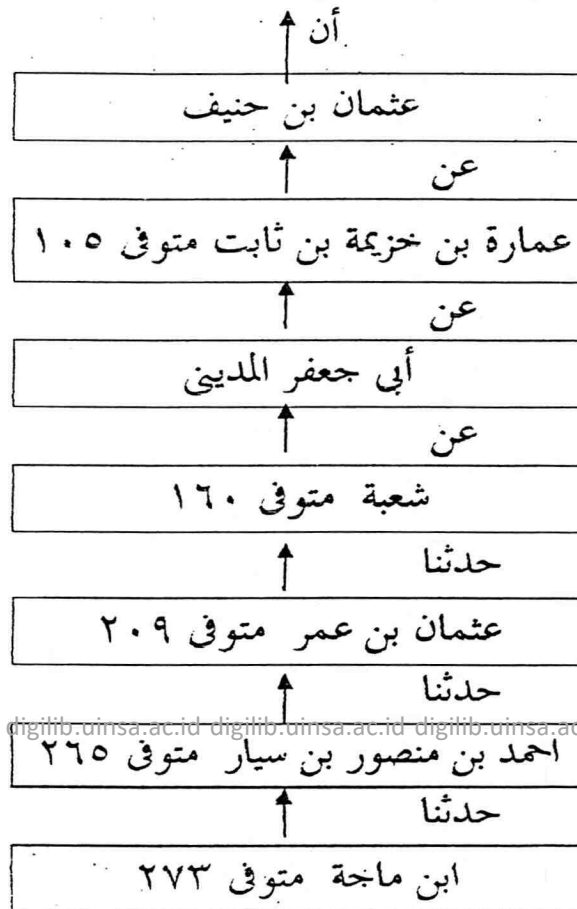 أن
عثمان بن حنيف
عن
عمارة بن خزيمة بن ثابت متوفى ١٠٥
عن
أبى جعفر المديني
عن
شعبة متوفى ١٦٠
حدثنا
عثمان بن عمر متوفى ٢٠٩
حدثنا
digilib.uinsa.ac.id digilib.uinsa.ac.id digilib.uinsa.ac
احمد بن منصور بن سيار متوفى ٢٦٥
حدثنا
ابن ماجة متوفى ٢٧٣